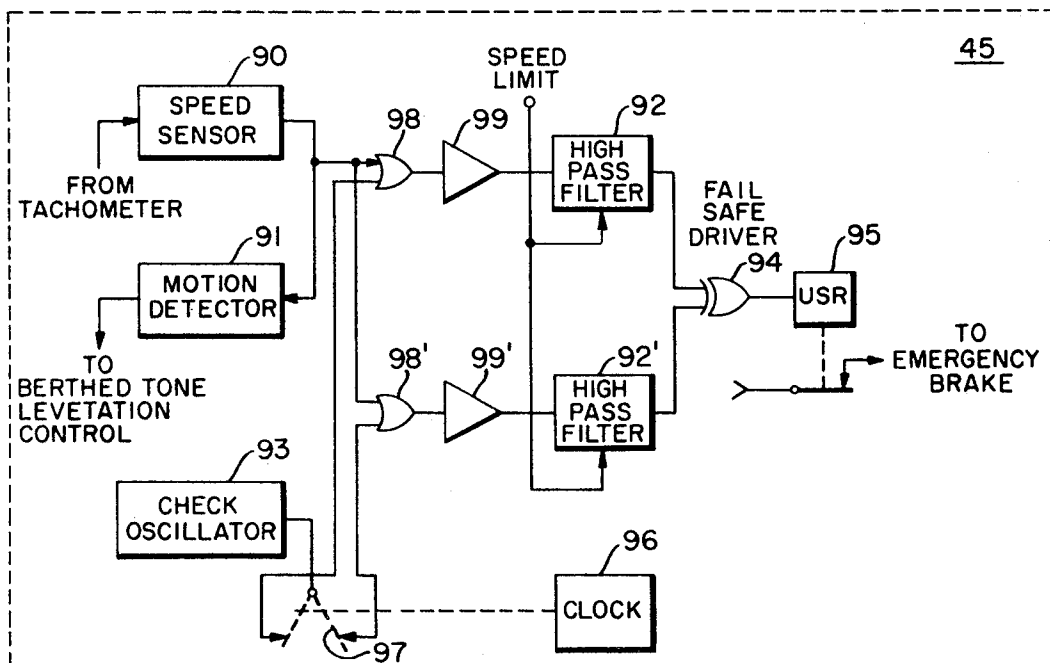 45
90
SPEED
SENSOR
FROM
TACHOMETER
98
99
SPEED
LIMIT
92
HIGH
PASS
FILTER
FAIL
SAFE
DRIVER
94
95
USR
TO
EMERGENCY
BRAKE
91
MOTION
DETECTOR
TO
BERTHED TONE
LEVETATION
CONTROL
98'
99'
92'
HIGH
PASS
FILTER
93
CHECK
OSCILLATOR
97
96
CLOCK